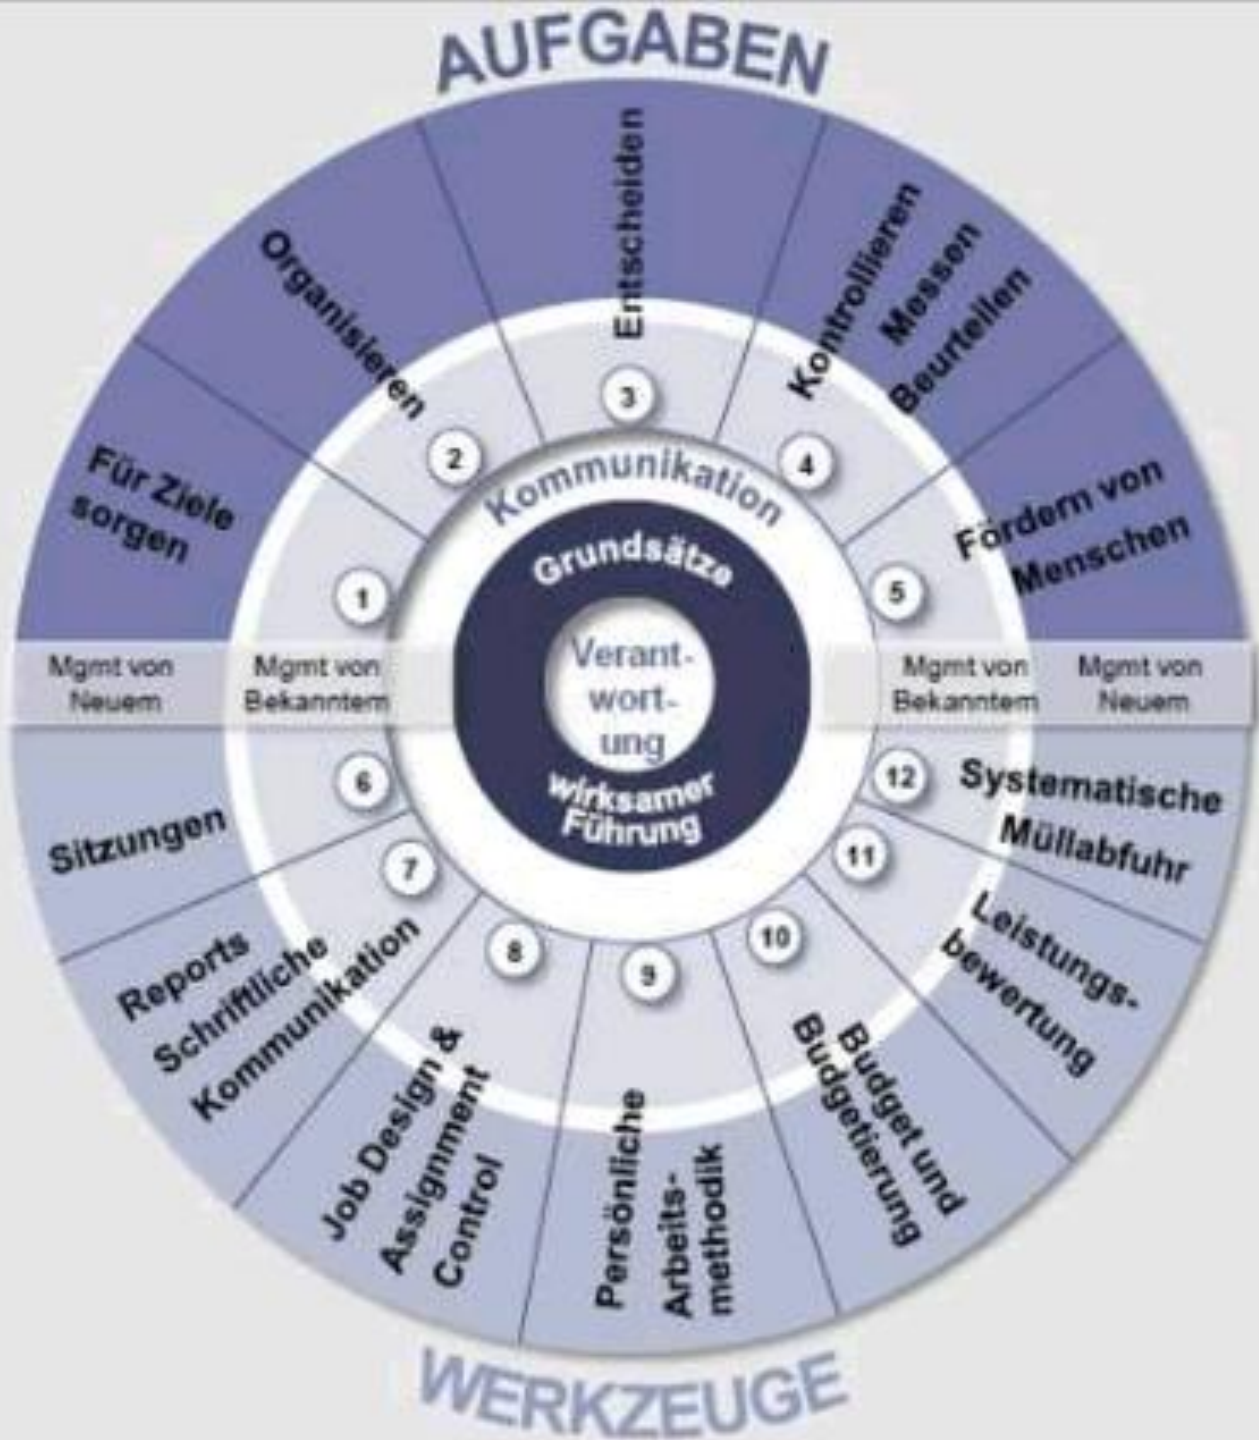 AUFGABEN
Für Ziele
sorgen
1
Organisieren
2
Entscheiden
3
Kontrollieren
Messen
Beurteilen
4
Fördern von
Menschen
5
Kommunikation
Grundsätze
Verant-
wort-
ung
wirksamer
Führung
Mgmt von
Neuem
Mgmt von
Bekanntem
Mgmt von
Bekanntem
Mgmt von
Neuem
6
Sitzungen
7
Reports
Schriftliche
Kommunikation
8
Job Design &
Assignment
Control
9
Persönliche
Arbeits-
methodik
10
Budget und
Budgetierung
11
Leistungs-
bewertung
12
Systematische
Müllabfuhr
WERKZEUGE